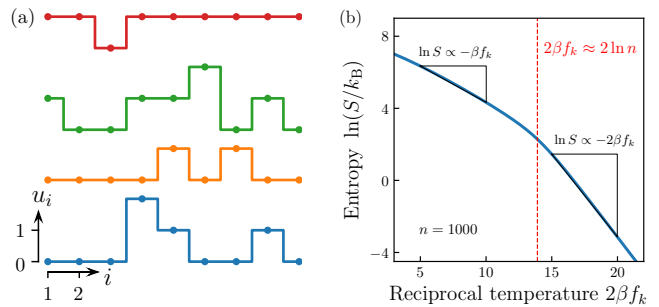 (a)
u_i
1
0
1 2
i
(b)
Entropy ln(S/k_B)
8
4
0
−4
ln S ∝ −βf_k
2βf_k ≈ 2 ln n
ln S ∝ −2βf_k
n = 1000
5 10 15 20
Reciprocal temperature 2βf_k